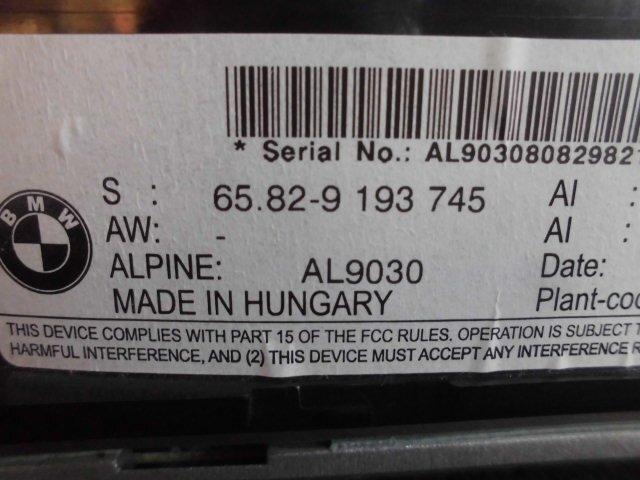 * Serial No.: AL90308082982
BMW
S : 65.82-9 193 745 AI :
AW: - AI :
ALPINE: AL9030 Date:
MADE IN HUNGARY Plant-cod
THIS DEVICE COMPLIES WITH PART 15 OF THE FCC RULES. OPERATION IS SUBJECT
HARMFUL INTERFERENCE, AND (2) THIS DEVICE MUST ACCEPT ANY INTERFERENCE